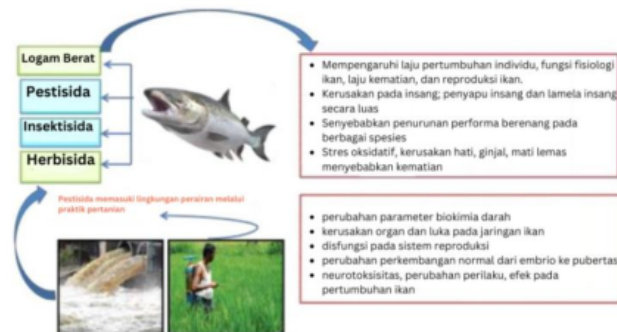 Logam Berat
Pestisida
Insektisida
Herbisida
Mempengaruhi laju pertumbuhan individu, fungsi fisiologi
ikan, laju kematian, dan reproduksi ikan.
Kerusakan pada insang; penyapu insang dan lamela insang
secara luas
Senyebabkan penurunan performa berenang pada
berbagai spesies
Stres oksidatif, kerusakan hati, ginjal, mati lemas
menyebabkan kematian
Pestisida memasuki lingkungan perairan melalui
praktik pertanian
perubahan parameter biokimia darah
kerusakan organ dan luka pada jaringan ikan
disfungsi pada sistem reproduksi
perubahan perkembangan normal dari embrio ke pubertas
neurotoksisitas, perubahan perilaku, efek pada
pertumbuhan ikan